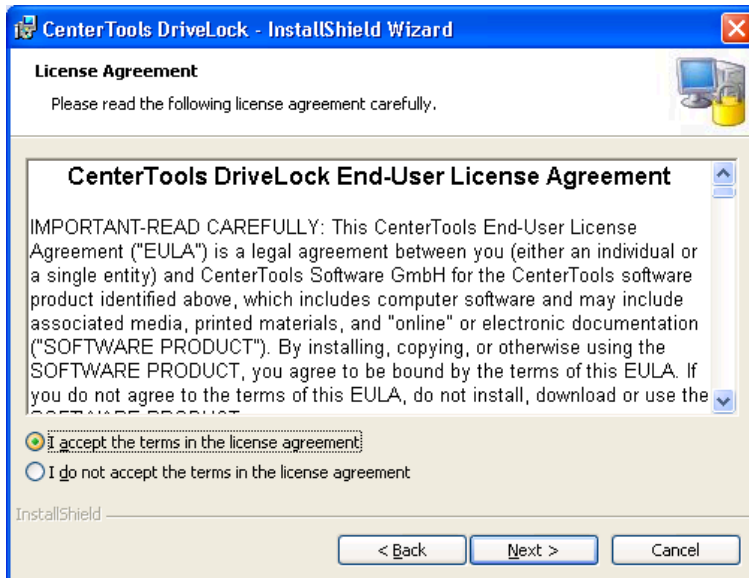 CenterTools DriveLock - InstallShield Wizard
License Agreement
Please read the following license agreement carefully.
CenterTools DriveLock End-User License Agreement
IMPORTANT-READ CAREFULLY: This CenterTools End-User License
Agreement ("EULA") is a legal agreement between you (either an individual or
a single entity) and CenterTools Software GmbH for the CenterTools software
product identified above, which includes computer software and may include
associated media, printed materials, and "online" or electronic documentation
("SOFTWARE PRODUCT"). By installing, copying, or otherwise using the
SOFTWARE PRODUCT, you agree to be bound by the terms of this EULA. If
you do not agree to the terms of this EULA, do not install, download or use the
SOFTWARE PRODUCT
I accept the terms in the license agreement
I do not accept the terms in the license agreement
InstallShield
< Back
Next >
Cancel